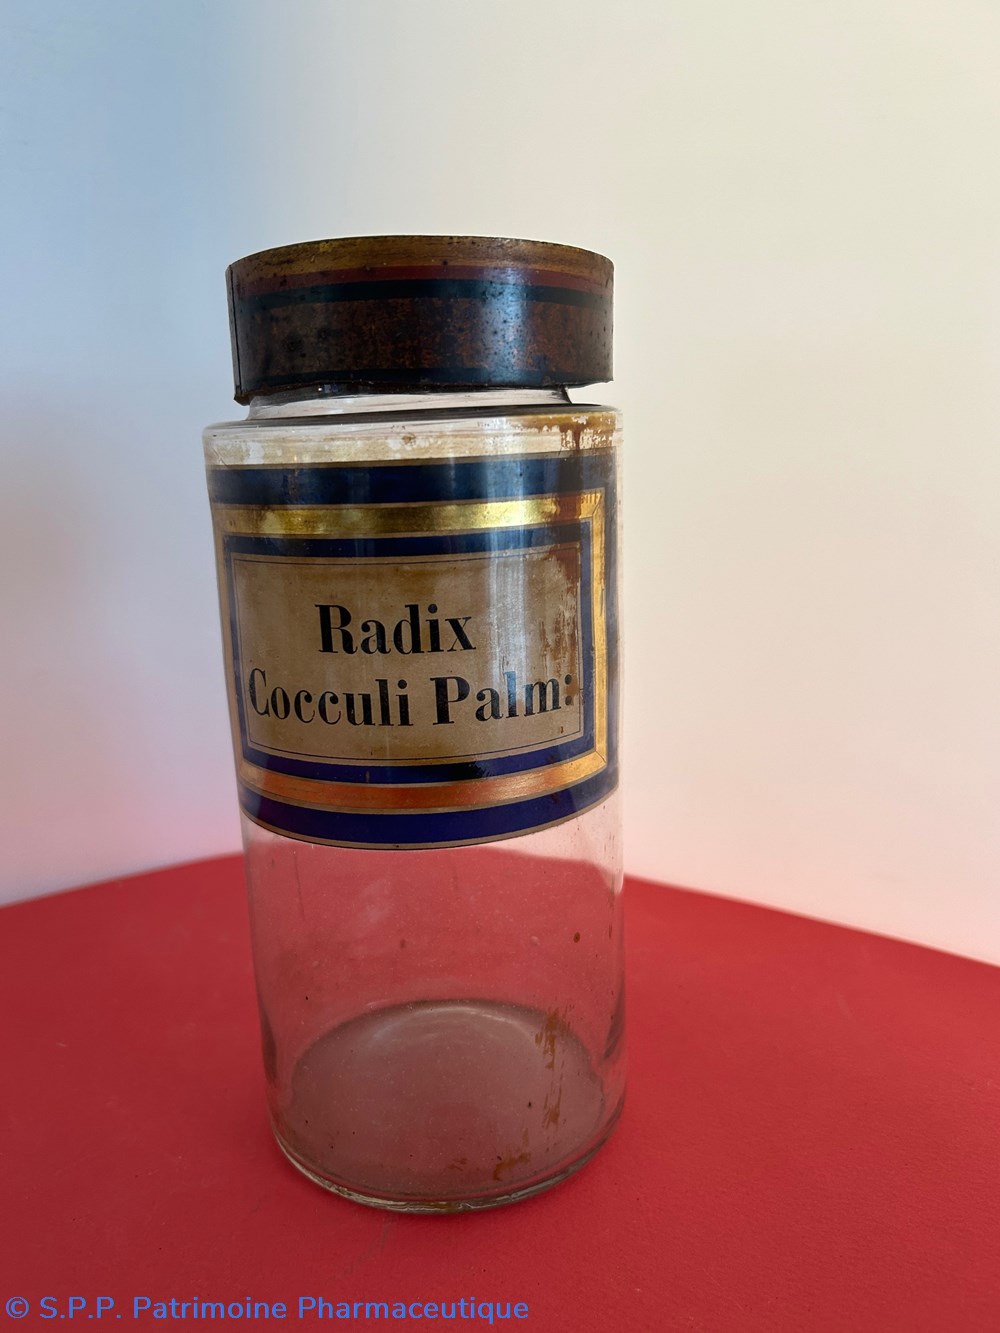 Radix
Cocculi Palm:
© S.P.P. Patrimoine Pharmaceutique